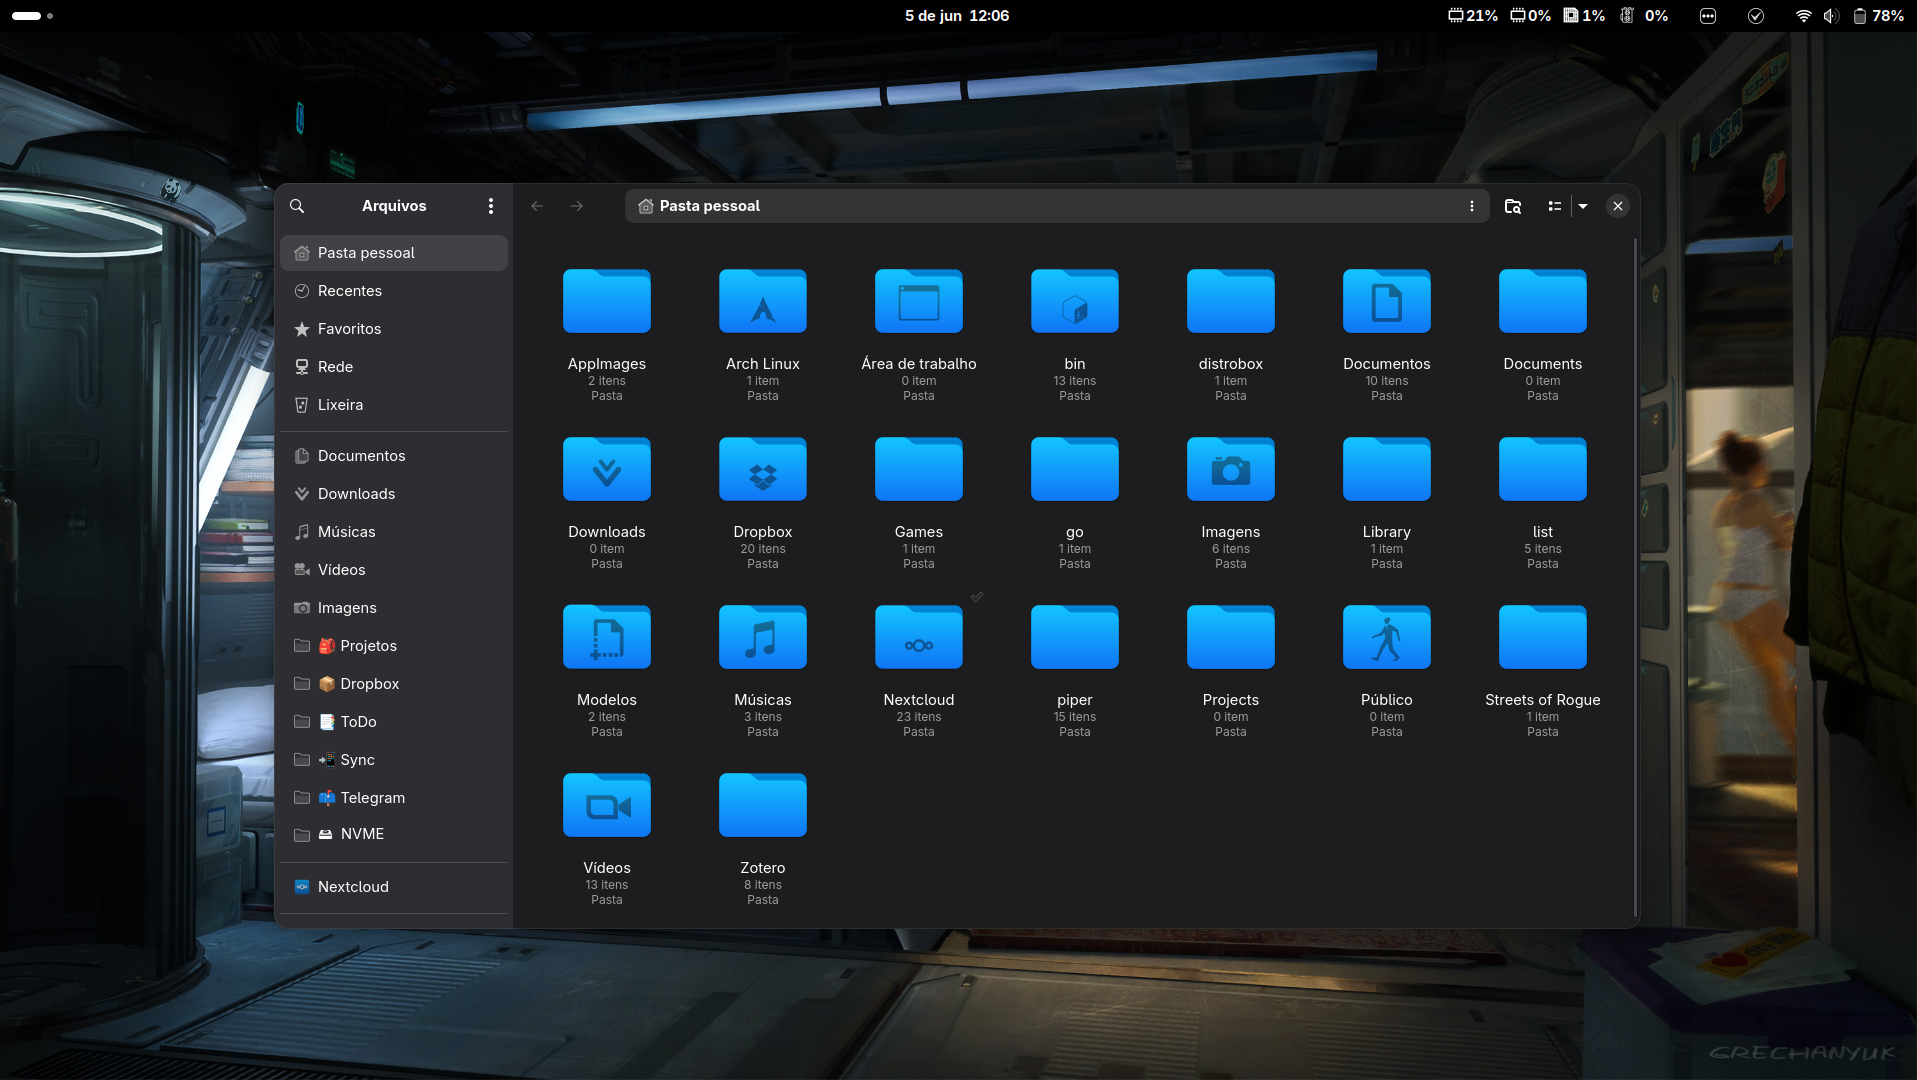 5 de jun 12:06
21% 0% 1% 0% 78%
Arquivos
Pasta pessoal
Pasta pessoal
Recentes
Favoritos
Rede
Lixeira
Documentos
Downloads
Músicas
Vídeos
Imagens
🎒 Projetos
📦 Dropbox
📑 ToDo
📲 Sync
📫 Telegram
🖴 NVME
Nextcloud
AppImages
2 itens
Pasta
Arch Linux
1 item
Pasta
Área de trabalho
0 item
Pasta
bin
13 itens
Pasta
distrobox
1 item
Pasta
Documentos
10 itens
Pasta
Documents
0 item
Pasta
Downloads
0 item
Pasta
Dropbox
20 itens
Pasta
Games
1 item
Pasta
go
1 item
Pasta
Imagens
6 itens
Pasta
Library
1 item
Pasta
list
5 itens
Pasta
Modelos
2 itens
Pasta
Músicas
3 itens
Pasta
Nextcloud
23 itens
Pasta
piper
15 itens
Pasta
Projects
0 item
Pasta
Público
0 item
Pasta
Streets of Rogue
1 item
Pasta
Vídeos
13 itens
Pasta
Zotero
8 itens
Pasta
GRECHANYUK